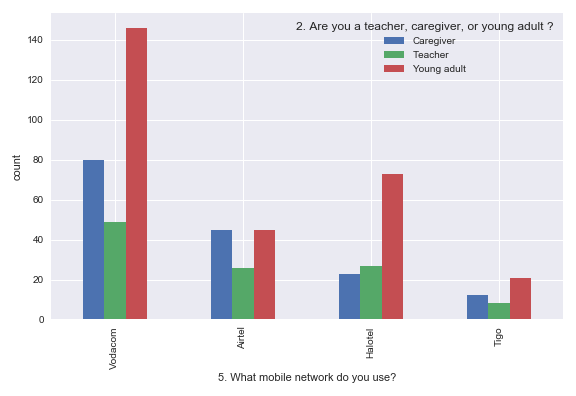 2. Are you a teacher, caregiver, or young adult ?
Caregiver
Teacher
Young adult
140
120
100
80
60
40
20
0
count
Vodacom
Airtel
Halotel
Tigo
5. What mobile network do you use?